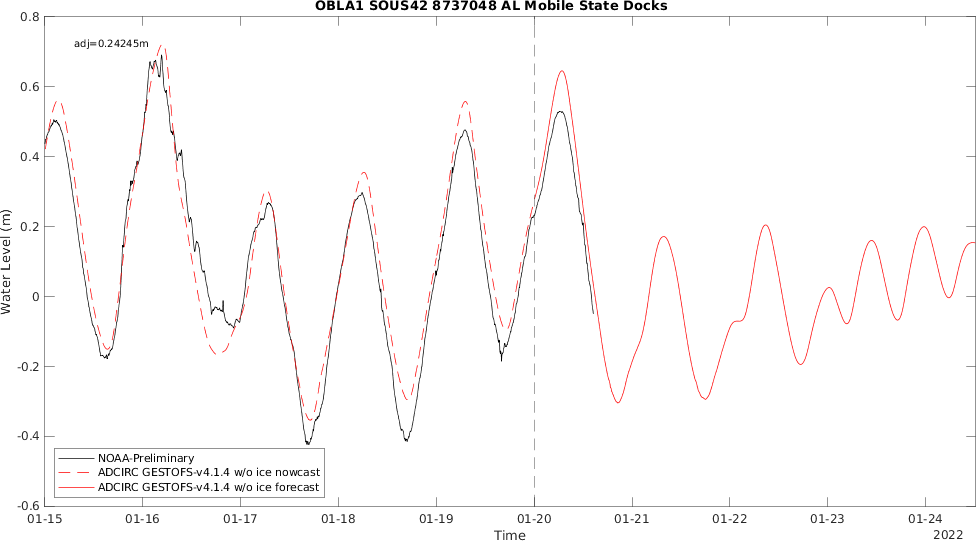 OBLA1 SOUS42 8737048 AL Mobile State Docks
adj=0.24245m
0.8
0.6
0.4
0.2
0
-0.2
-0.4
-0.6
Water Level (m)
NOAA-Preliminary
ADCIRC GESTOFS-v4.1.4 w/o ice nowcast
ADCIRC GESTOFS-v4.1.4 w/o ice forecast
01-15 01-16 01-17 01-18 01-19 01-20 01-21 01-22 01-23 01-24
Time
2022